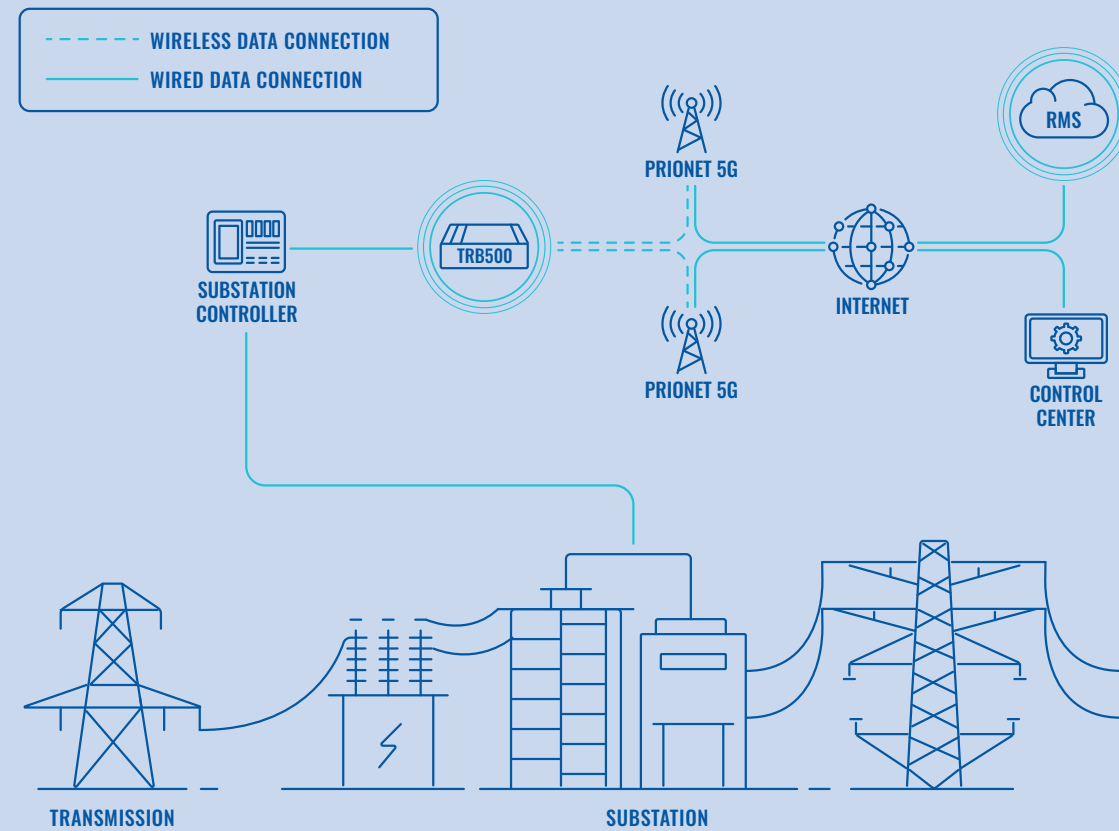 WIRELESS DATA CONNECTION
WIRED DATA CONNECTION
RMS
PRIONET 5G
TRB500
SUBSTATION
CONTROLLER
INTERNET
PRIONET 5G
CONTROL
CENTER
TRANSMISSION
SUBSTATION